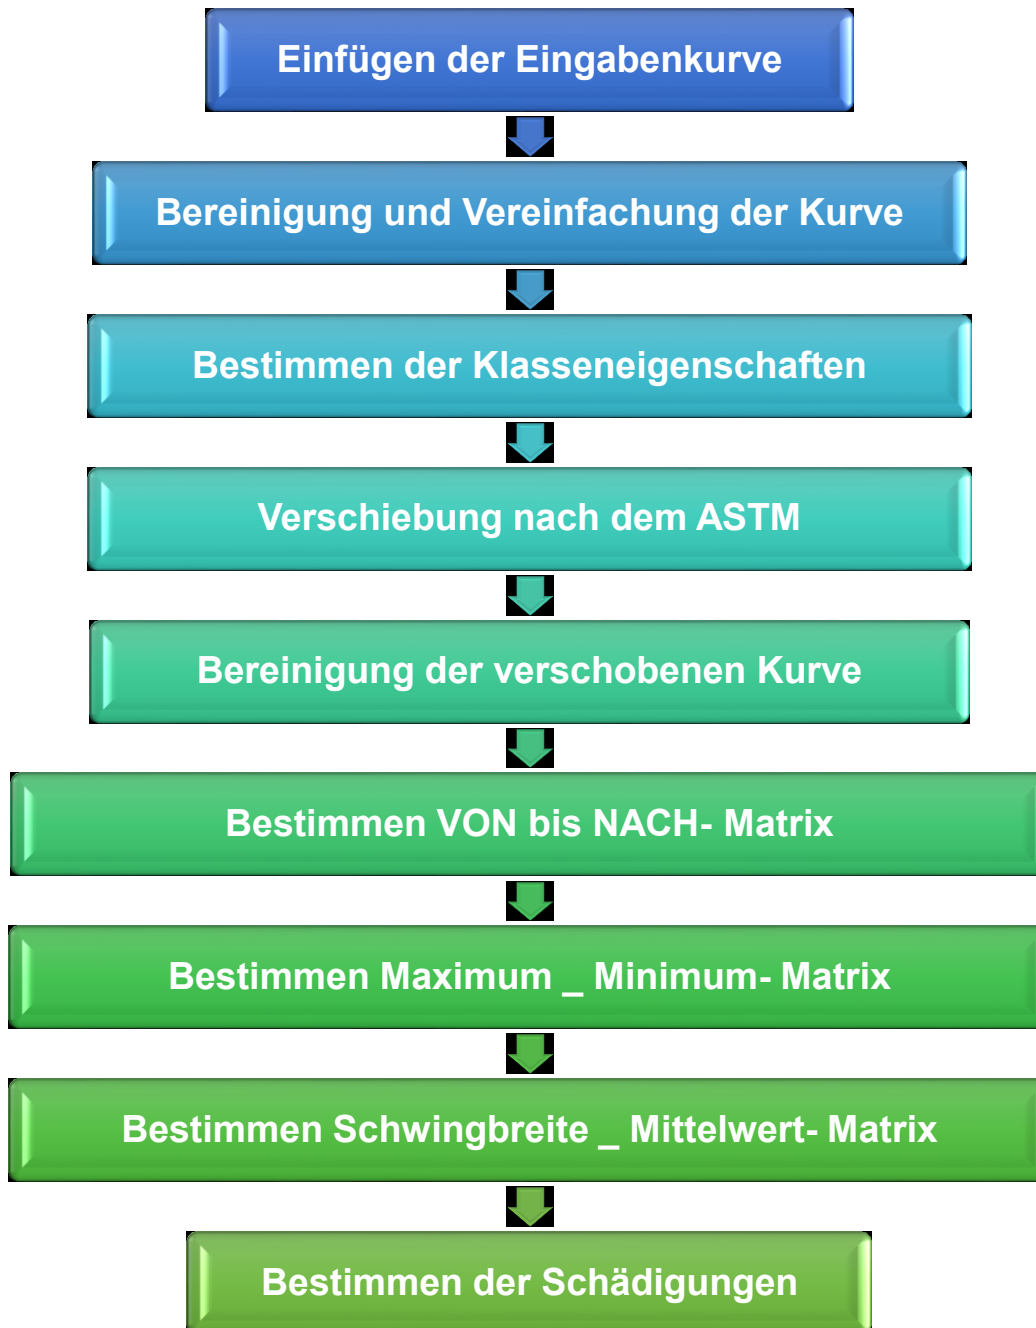 Einfügen der Eingabenkurve
Bereinigung und Vereinfachung der Kurve
Bestimmen der Klasseneigenschaften
Verschiebung nach dem ASTM
Bereinigung der verschobenen Kurve
Bestimmen VON bis NACH- Matrix
Bestimmen Maximum _ Minimum- Matrix
Bestimmen Schwingbreite _ Mittelwert- Matrix
Bestimmen der Schädigungen